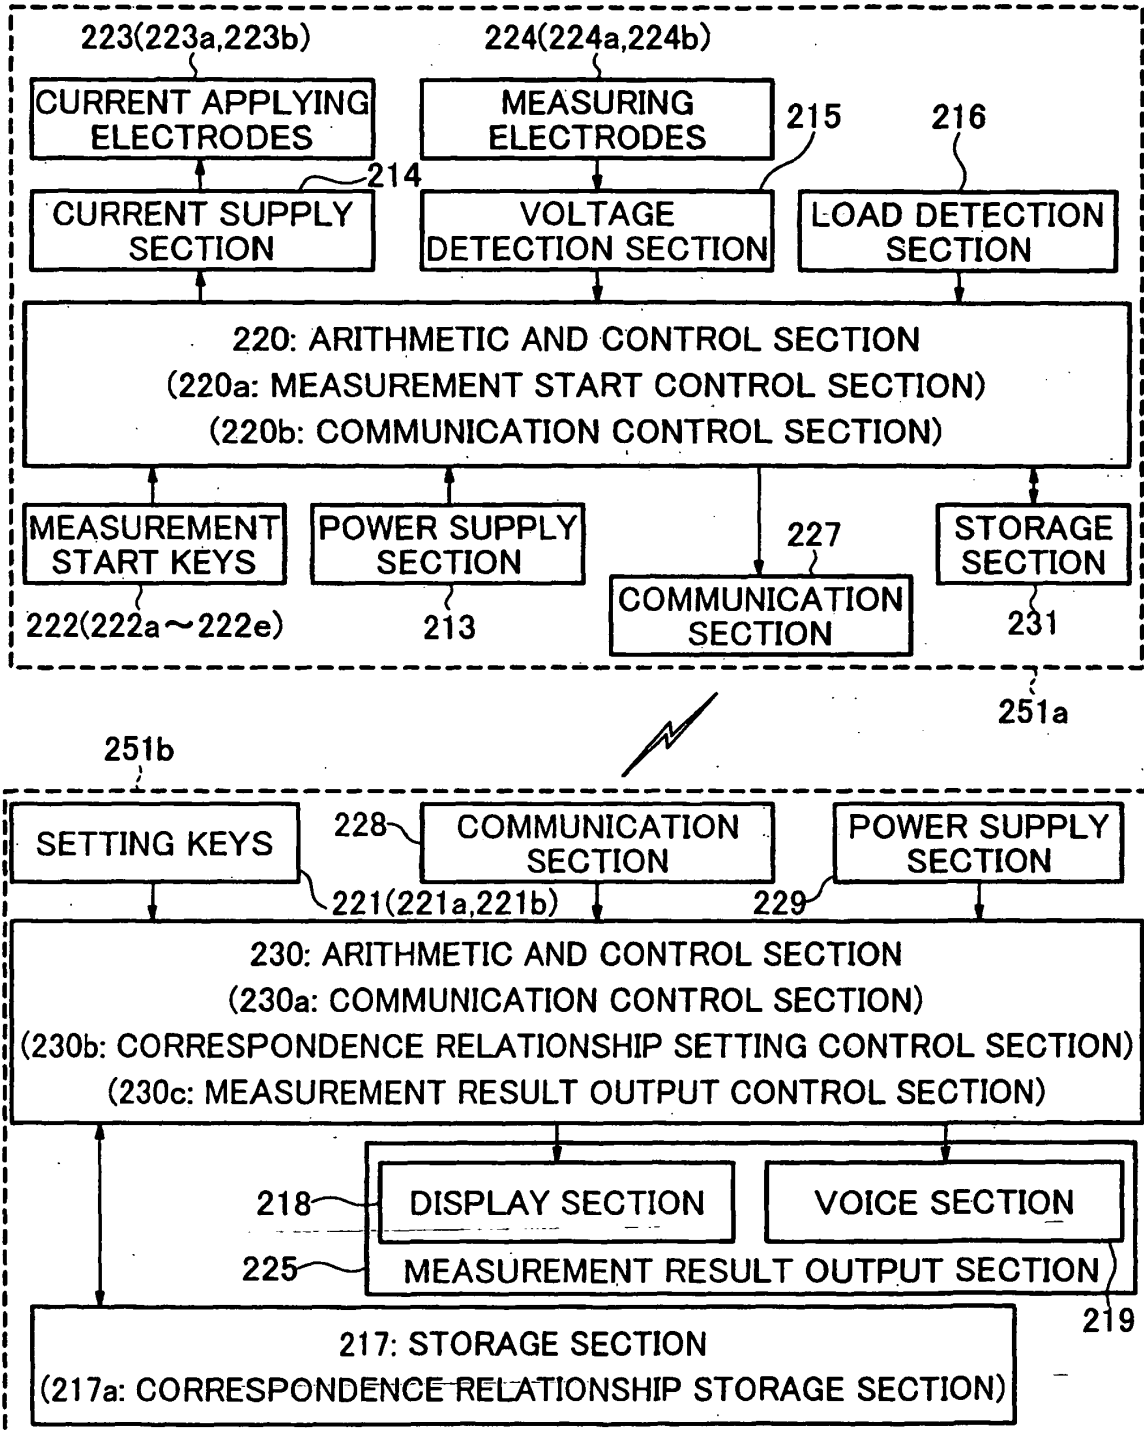 223(223a,223b)
224(224a,224b)
CURRENT APPLYING
ELECTRODES
MEASURING
ELECTRODES
215
216
214
CURRENT SUPPLY
SECTION
VOLTAGE
DETECTION SECTION
LOAD DETECTION
SECTION
220: ARITHMETIC AND CONTROL SECTION
(220a: MEASUREMENT START CONTROL SECTION)
(220b: COMMUNICATION CONTROL SECTION)
MEASUREMENT
START KEYS
POWER SUPPLY
SECTION
227
STORAGE
SECTION
COMMUNICATION
SECTION
222(222a～222e)
213
231
251a
251b
SETTING KEYS
228
COMMUNICATION
SECTION
POWER SUPPLY
SECTION
221(221a,221b)
229
230: ARITHMETIC AND CONTROL SECTION
(230a: COMMUNICATION CONTROL SECTION)
(230b: CORRESPONDENCE RELATIONSHIP SETTING CONTROL SECTION)
(230c: MEASUREMENT RESULT OUTPUT CONTROL SECTION)
218
DISPLAY SECTION
VOICE SECTION
225
MEASUREMENT RESULT OUTPUT SECTION
219
217: STORAGE SECTION
(217a: CORRESPONDENCE RELATIONSHIP STORAGE SECTION)